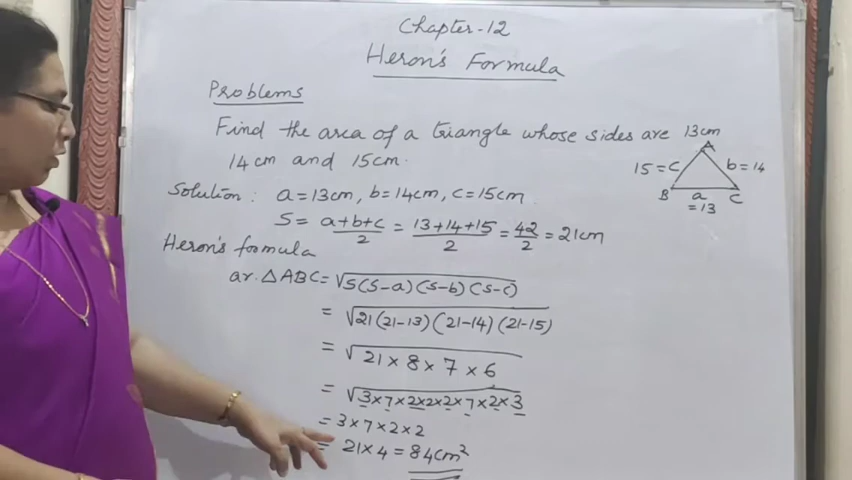 Chapter-12
Heron's Formula
Problems
Find the area of a triangle whose sides are 13cm
14cm and 15cm.
Solution: a=13cm, b=14cm, c=15cm.
S = a+b+c/2 = 13+14+15/2 = 42/2 = 21cm
Heron's formula
ar. △ABC = √S(S-a)(S-b)(S-c)
= √21(21-13)(21-14)(21-15)
= √21×8×7×6
= √3×7×2×2×2×7×2×3
= 3×7×2×2
= 21×4 = 84cm²
A
15=C b=14
B a C
=13